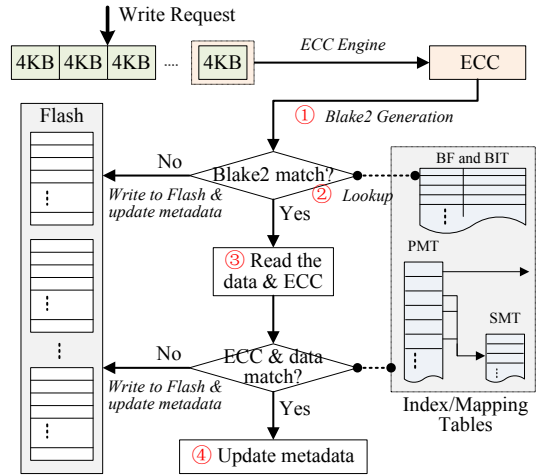 Write Request
4KB 4KB 4KB .... 4KB
ECC Engine
ECC
① Blake2 Generation
Flash
No
Blake2 match?
Write to Flash &
update metadata
② Lookup
Yes
BF and BIT
③ Read the
data & ECC
PMT
SMT
No
ECC & data
match?
Write to Flash &
update metadata
Yes
Index/Mapping
Tables
④ Update metadata